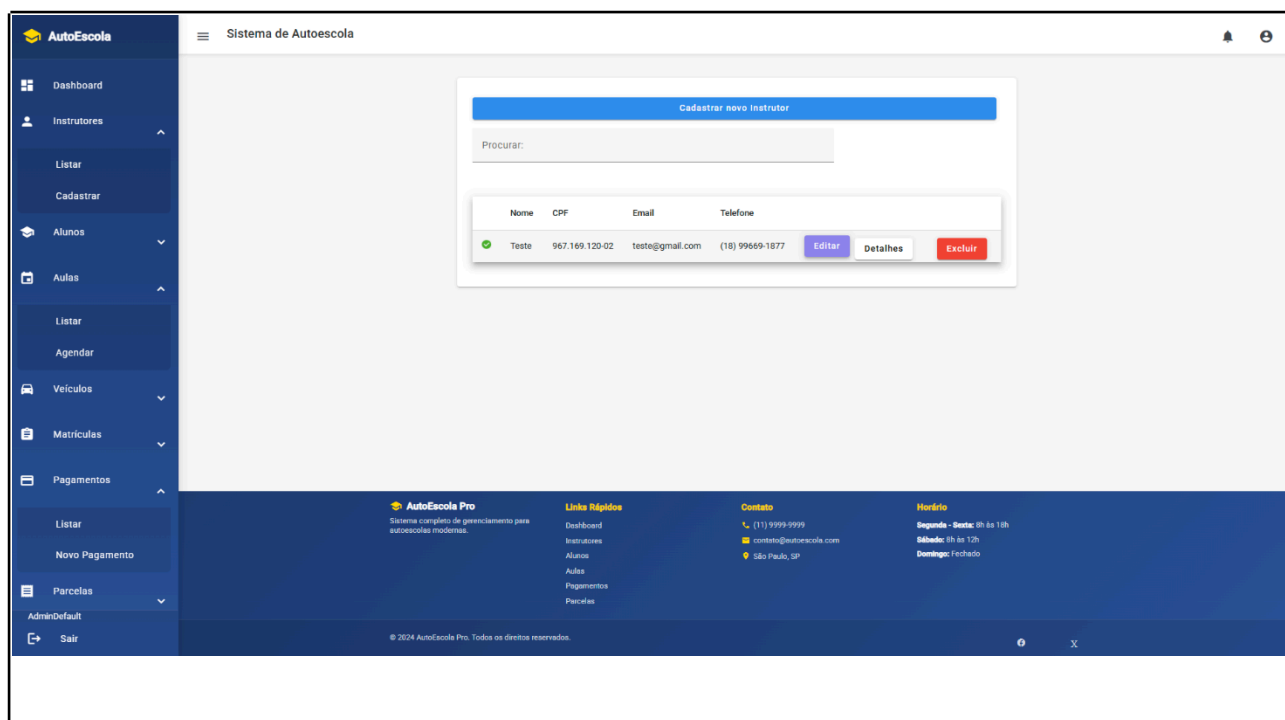 AutoEscola
Sistema de Autoescola
Dashboard
Instrutores
Listar
Cadastrar
Alunos
Aulas
Listar
Agendar
Veículos
Matrículas
Pagamentos
Listar
Novo Pagamento
Parcelas
AdminDefault
Sair
Cadastrar novo Instrutor
Procurar:
Nome CPF Email Telefone
Teste 967.169.120-02 teste@gmail.com (18) 99669-1877 Editar Detalhes Excluir
AutoEscola Pro
Sistema completo de gerenciamento para
autoescolas modernas.
Links Rápidos
Dashboard
Instrutores
Alunos
Aulas
Pagamentos
Parcelas
Contato
(11) 9999-9999
contato@autoescola.com
São Paulo, SP
Horário
Segunda - Sexta: 8h às 18h
Sábado: 8h às 12h
Domingo: Fechado
© 2024 AutoEscola Pro. Todos os direitos reservados.
X